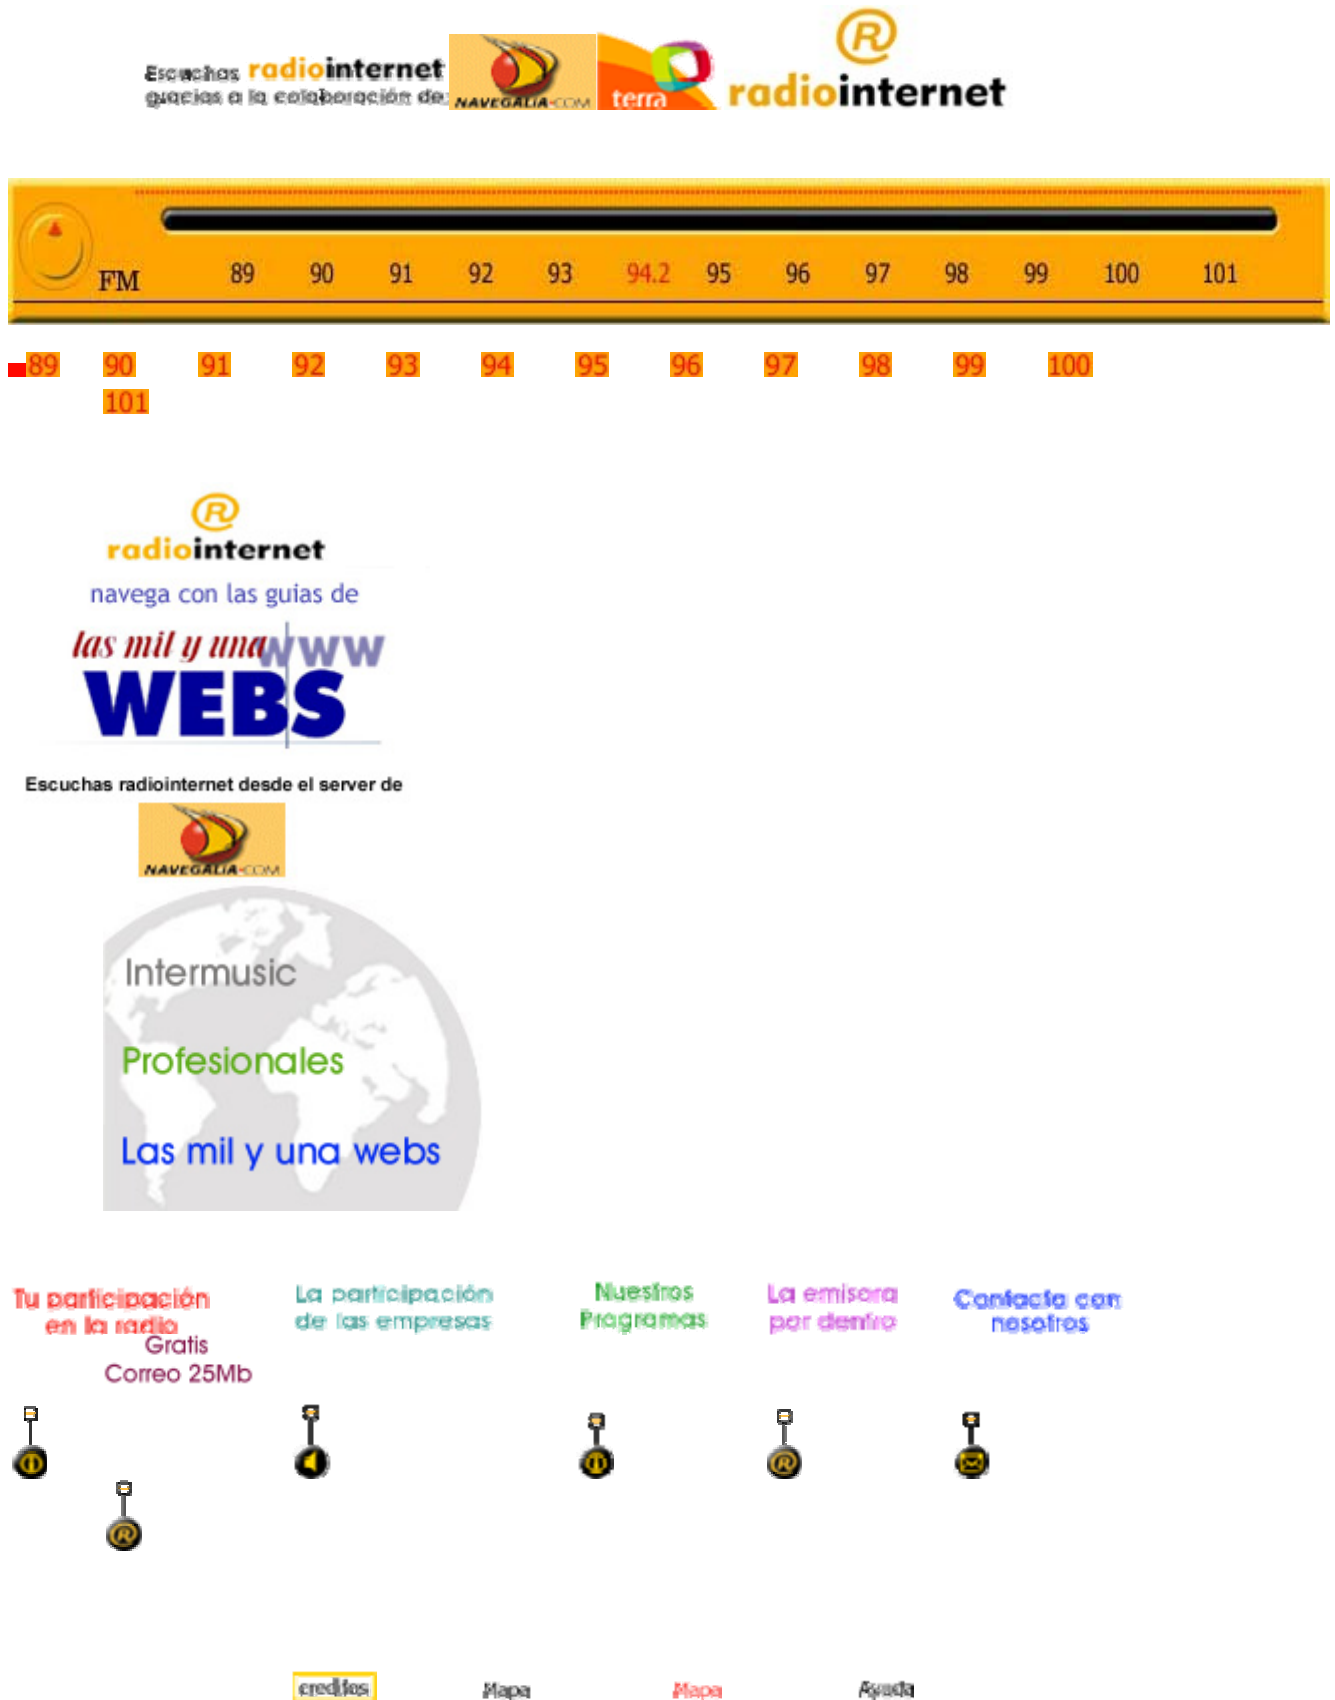 Escuchas radiointernet
gracias a la colaboración de:
NAVEGALIA.COM
terra
radiointernet
FM 89 90 91 92 93 94.2 95 96 97 98 99 100 101
89 90 91 92 93 94 95 96 97 98 99 100
101
radiointernet
navega con las guias de
las mil y una www
WEBS
Escuchas radiointernet desde el server de
NAVEGALIA.COM
Intermusic
Profesionales
Las mil y una webs
Tu participación
en la radio
Gratis
Correo 25Mb
La participación
de las empresas
Nuestros
Programas
La emisora
por dentro
Contacta con
nosotros
creditos Mapa Mapa Ayuda